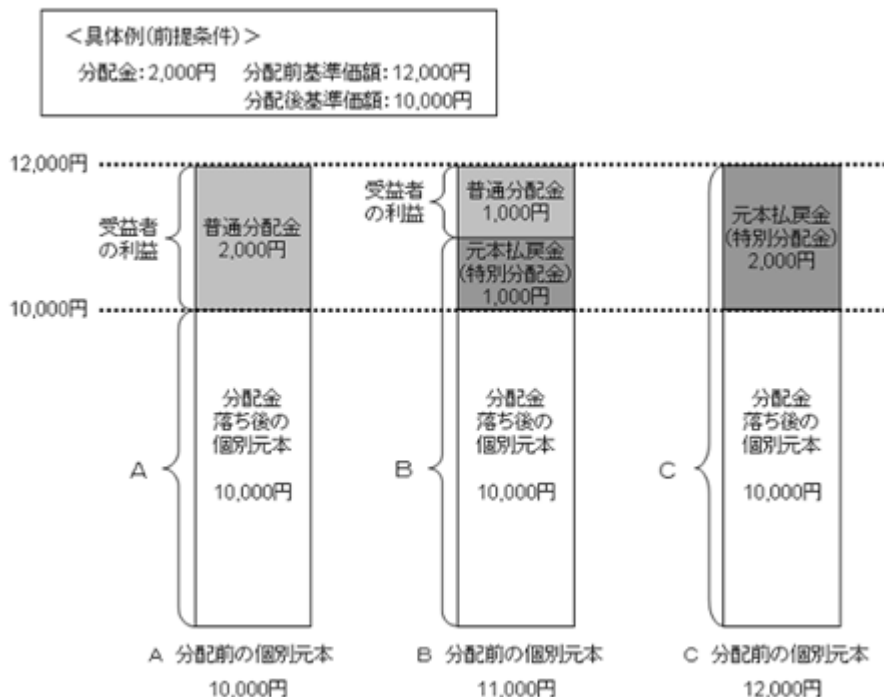 ＜具体例(前提条件)＞
分配金:2,000円　分配前基準価額:12,000円
分配後基準価額:10,000円
12,000円
10,000円
受益者
の利益
普通分配金
2,000円
分配金
落ち後の
個別元本
10,000円
A
受益者
の利益
普通分配金
1,000円
元本払戻金
(特別分配金)
1,000円
分配金
落ち後の
個別元本
10,000円
B
元本払戻金
(特別分配金)
2,000円
分配金
落ち後の
個別元本
10,000円
C
A 分配前の個別元本
10,000円
B 分配前の個別元本
11,000円
C 分配前の個別元本
12,000円